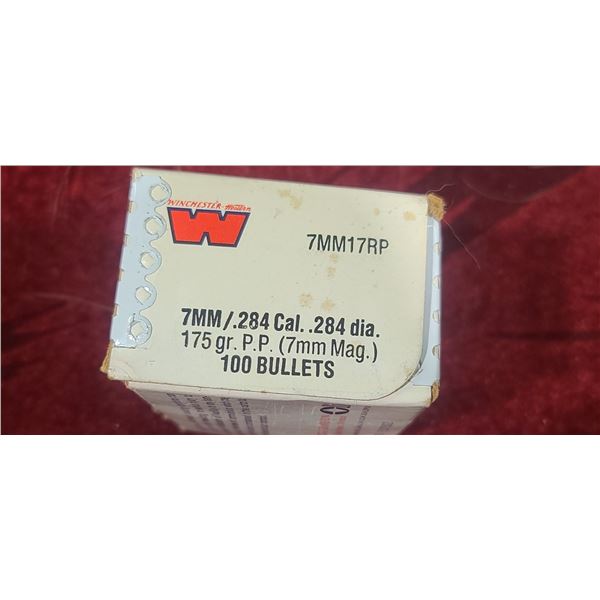 WINCHESTER-Western
W
7MM17RP
7MM/.284 Cal. .284 dia.
175 gr. P.P. (7mm Mag.)
100 BULLETS